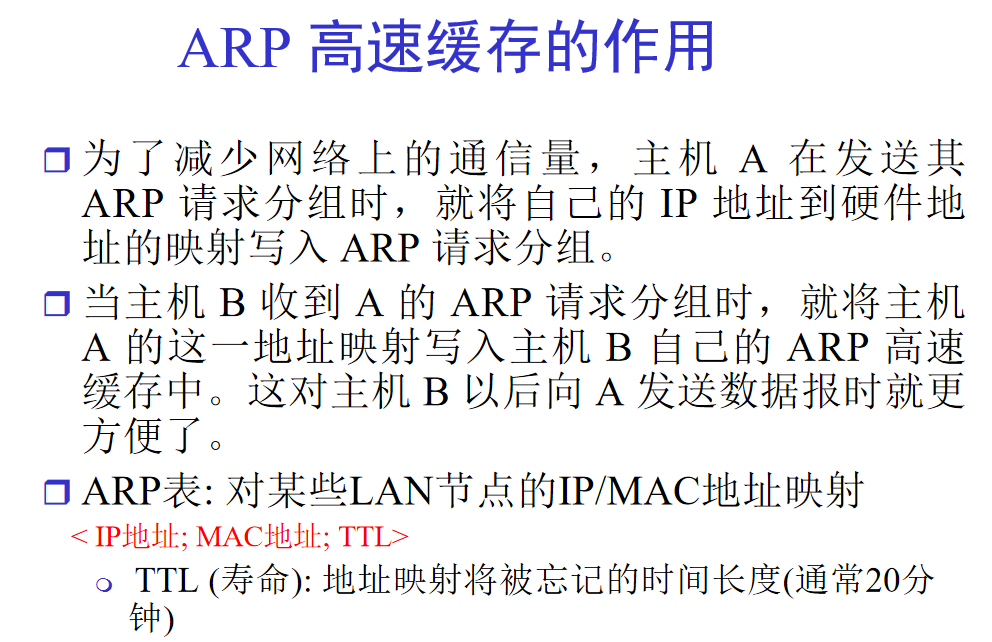 ARP 高速缓存的作用
为了减少网络上的通信量，主机 A 在发送其
ARP 请求分组时，就将自己的 IP 地址到硬件地
址的映射写入 ARP 请求分组。
当主机 B 收到 A 的 ARP 请求分组时，就将主机
A 的这一地址映射写入主机 B 自己的 ARP 高速
缓存中。这对主机 B 以后向 A 发送数据报时就更
方便了。
ARP表: 对某些LAN节点的IP/MAC地址映射
< IP地址; MAC地址; TTL>
TTL (寿命): 地址映射将被忘记的时间长度(通常20分
钟)